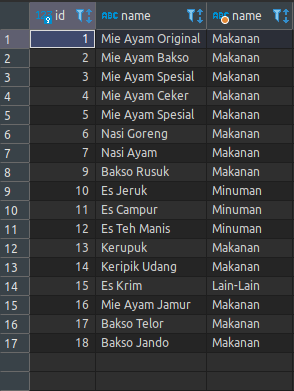 123 id ABC name ABC name
1 1 Mie Ayam Original Makanan
2 2 Mie Ayam Bakso Makanan
3 3 Mie Ayam Spesial Makanan
4 4 Mie Ayam Ceker Makanan
5 5 Mie Ayam Spesial Makanan
6 6 Nasi Goreng Makanan
7 7 Nasi Ayam Makanan
8 9 Bakso Rusuk Makanan
9 10 Es Jeruk Minuman
10 11 Es Campur Minuman
11 12 Es Teh Manis Minuman
12 13 Kerupuk Makanan
13 14 Keripik Udang Makanan
14 15 Es Krim Lain-Lain
15 16 Mie Ayam Jamur Makanan
16 17 Bakso Telor Makanan
17 18 Bakso Jando Makanan